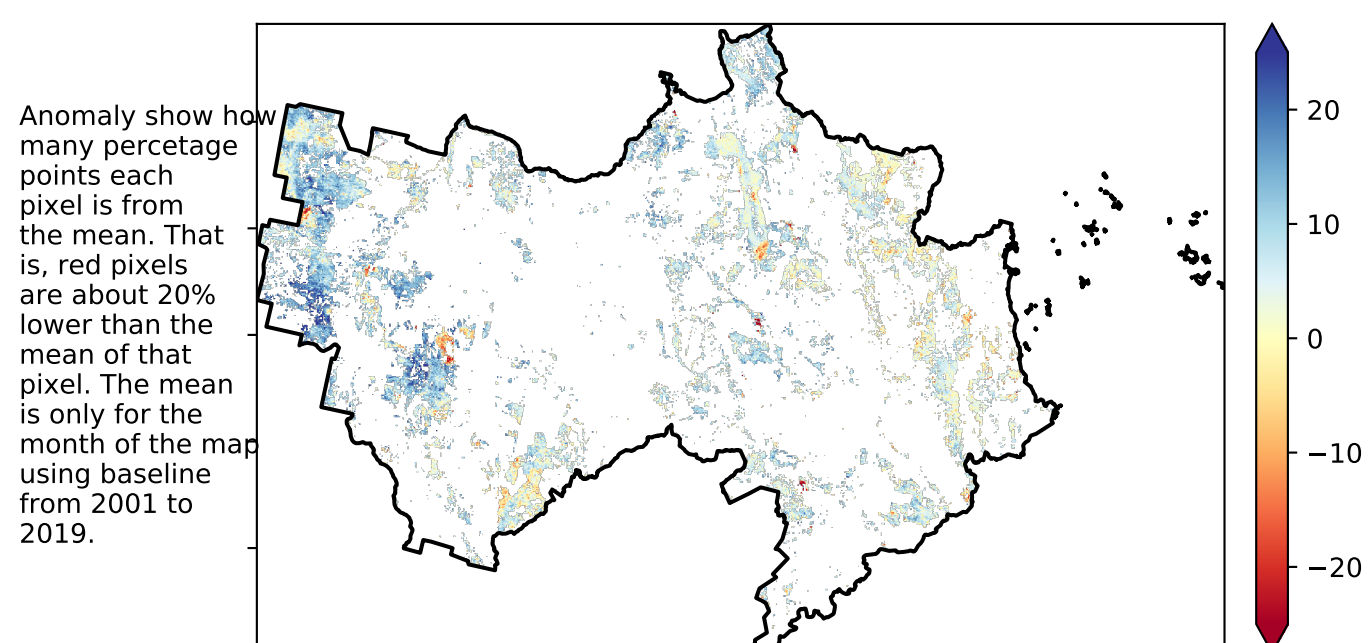 Anomaly show how
many percetage
points each
pixel is from
the mean. That
is, red pixels
are about 20%
lower than the
mean of that
pixel. The mean
is only for the
month of the map
using baseline
from 2001 to
2019.
20
10
0
−10
−20